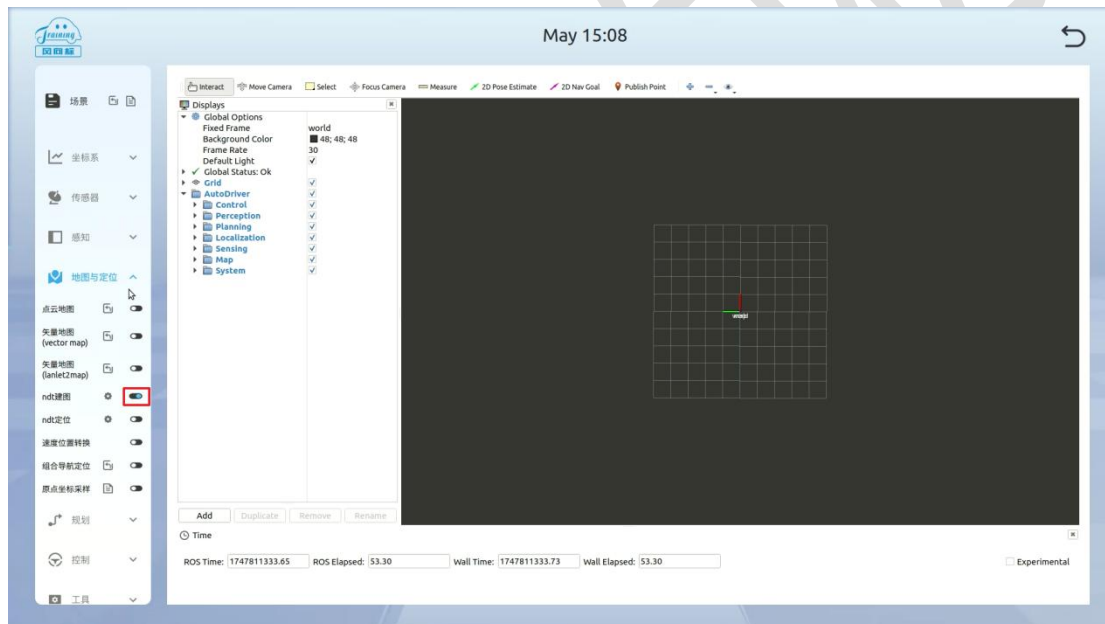 Training
风向标
May 15:08
场景
坐标系
传感器
感知
地图与定位
点云地图
矢量地图
(vector map)
矢量地图
(lanlet2map)
ndt建图
ndt定位
速度位置转换
组合导航定位
原点坐标采样
规划
控制
工具
Interact Move Camera Select Focus Camera Measure 2D Pose Estimate 2D Nav Goal Publish Point
Displays
Global Options
Fixed Frame world
Background Color 48; 48; 48
Frame Rate 30
Default Light
Global Status: Ok
Grid
AutoDriver
Control
Perception
Planning
Localization
Sensing
Map
System
Add Duplicate Remove Rename
Time
ROS Time: 1747811333.65 ROS Elapsed: 53.30 Wall Time: 1747811333.73 Wall Elapsed: 53.30 Experimental